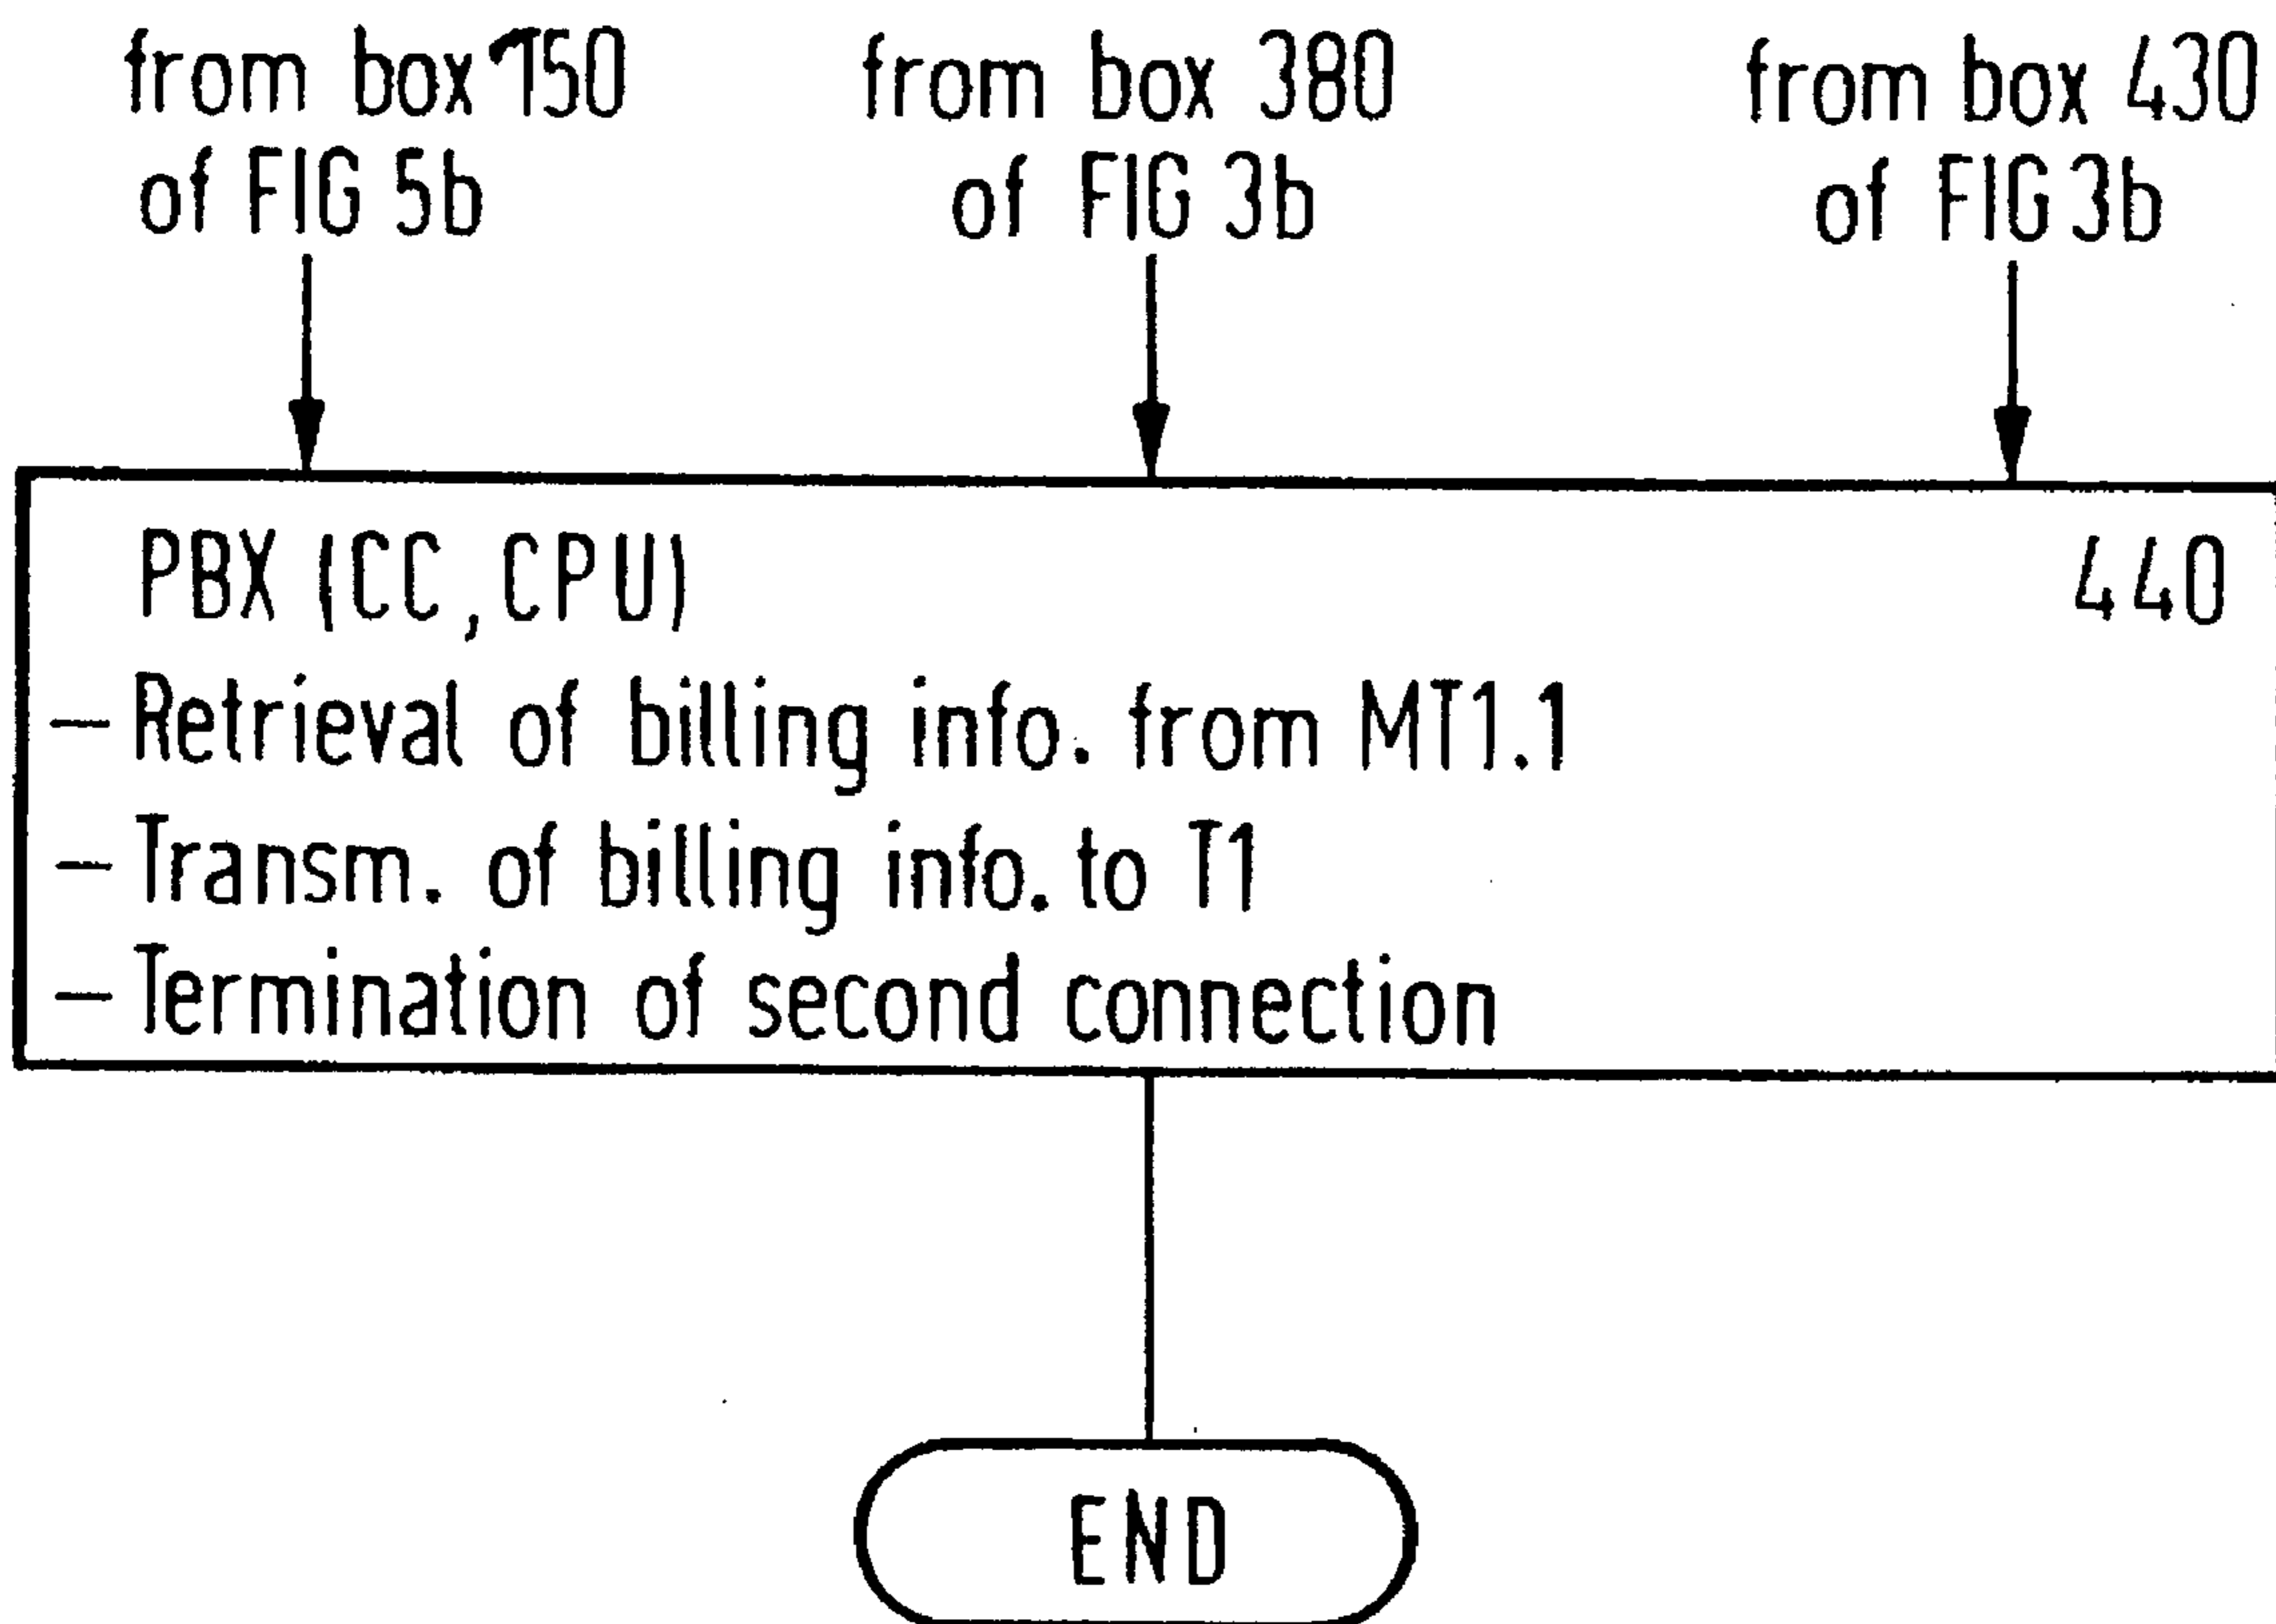 from box 750
of FIG 5b
from box 380
of FIG 3b
from box 430
of FIG 3b
PBX (CC, CPU) 440
– Retrieval of billing info. from MT1.1
– Transm. of billing info. to T1
– Termination of second connection
END